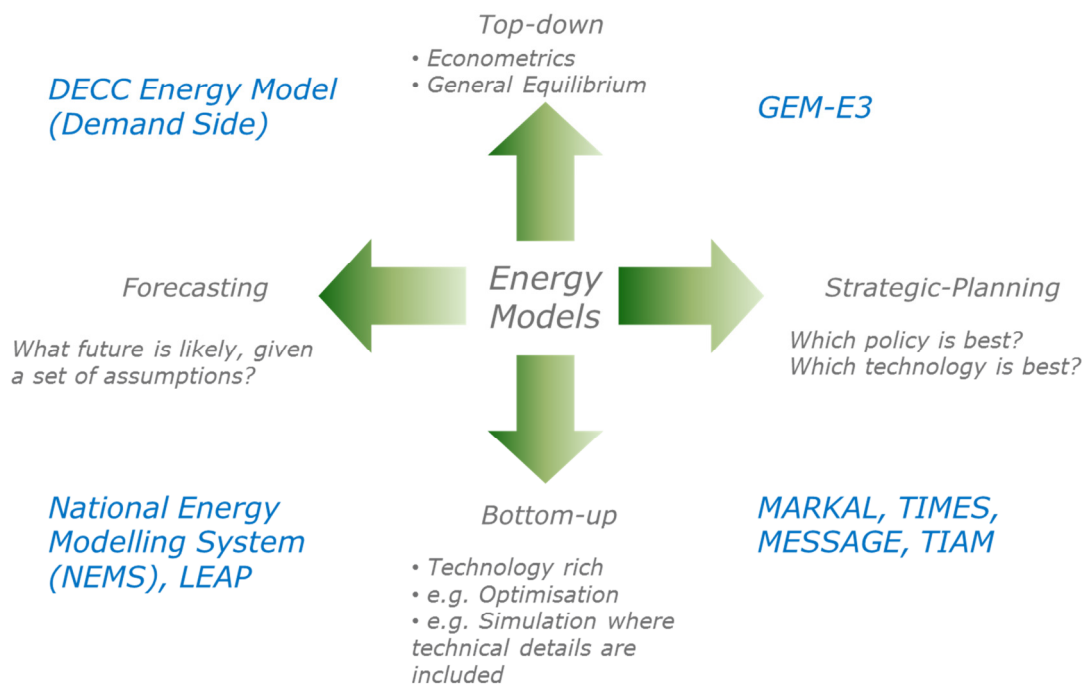 Top-down
• Econometrics
• General Equilibrium
DECC Energy Model
(Demand Side)
GEM-E3
Energy
Models
Forecasting
What future is likely, given
a set of assumptions?
Strategic-Planning
Which policy is best?
Which technology is best?
National Energy
Modelling System
(NEMS), LEAP
Bottom-up
• Technology rich
• e.g. Optimisation
• e.g. Simulation where
technical details are
included
MARKAL, TIMES,
MESSAGE, TIAM